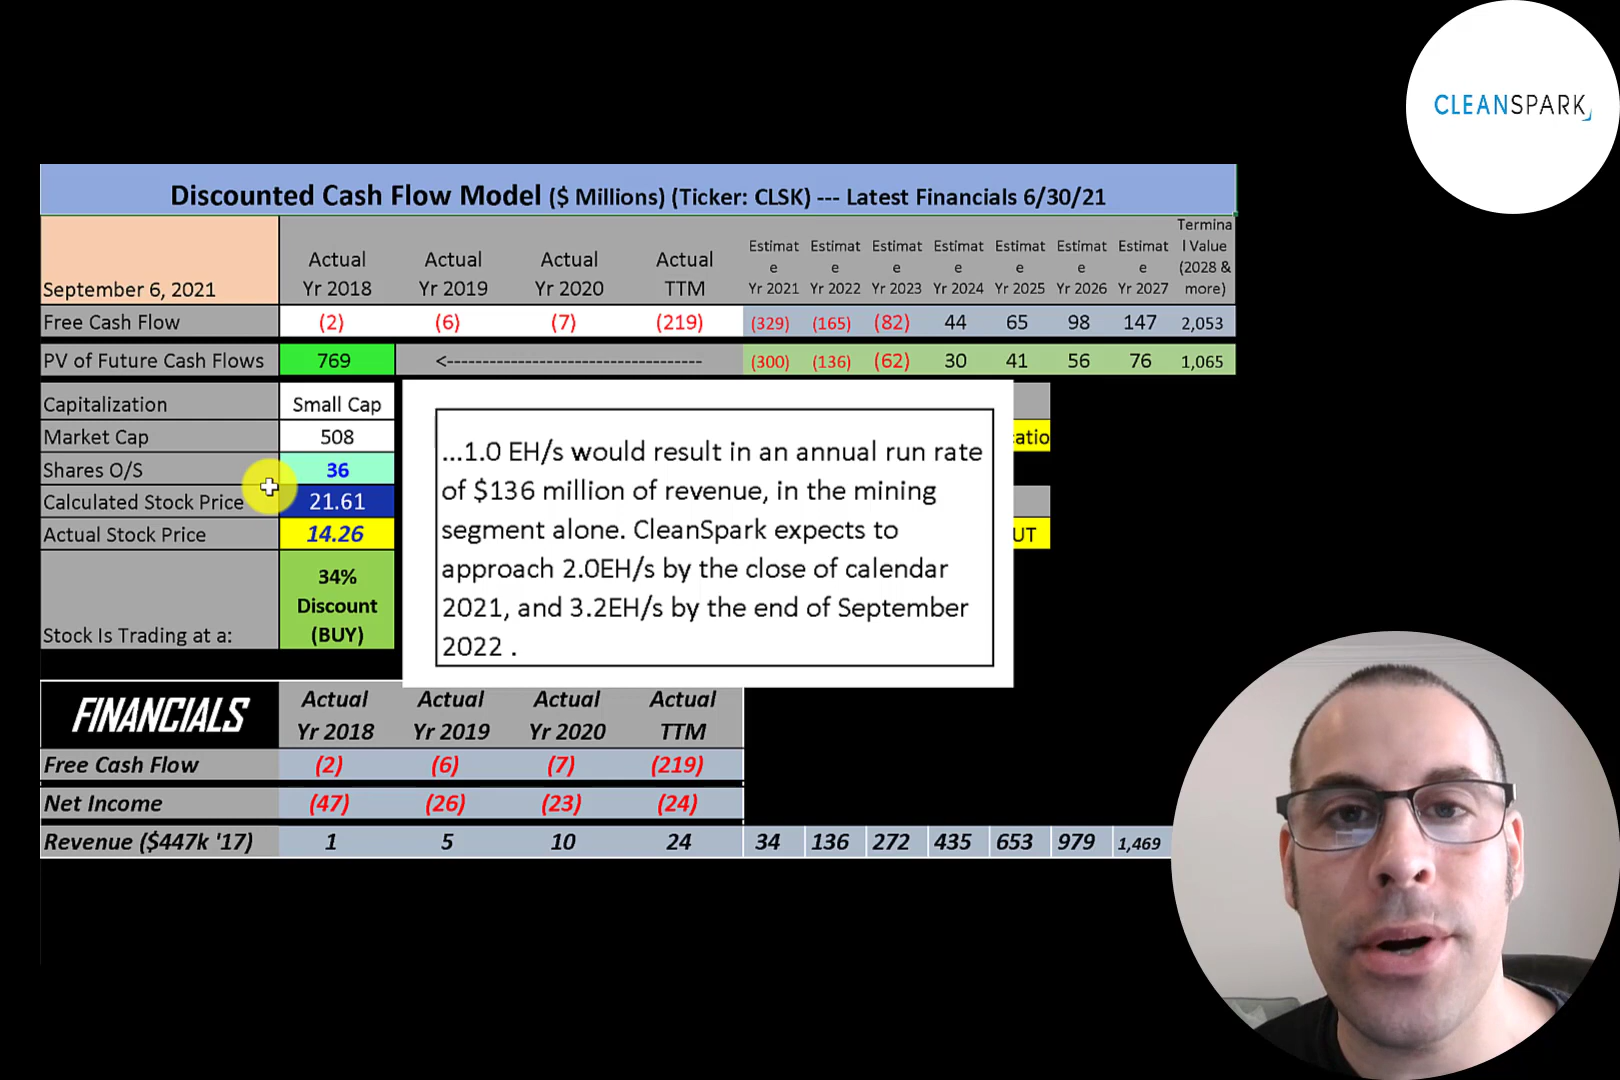 CLEANSPARK
Discounted Cash Flow Model ($ Millions) (Ticker: CLSK) --- Latest Financials 6/30/21
September 6, 2021 Actual Yr 2018 Actual Yr 2019 Actual Yr 2020 Actual TTM Estimate Yr 2021 Estimate Yr 2022 Estimate Yr 2023 Estimate Yr 2024 Estimate Yr 2025 Estimate Yr 2026 Estimate Yr 2027 Terminal Value (2028 & more)
Free Cash Flow (2) (6) (7) (219) (329) (165) (82) 44 65 98 147 2,053
PV of Future Cash Flows 769 <----------------------------------- (300) (136) (62) 30 41 56 76 1,065
Capitalization Small Cap
Market Cap 508
Shares O/S 36
Calculated Stock Price 21.61
Actual Stock Price 14.26
Stock Is Trading at a: 34% Discount (BUY)
...1.0 EH/s would result in an annual run rate
of $136 million of revenue, in the mining
segment alone. CleanSpark expects to
approach 2.0EH/s by the close of calendar
2021, and 3.2EH/s by the end of September
2022 .
atio
UT
FINANCIALS Actual Yr 2018 Actual Yr 2019 Actual Yr 2020 Actual TTM
Free Cash Flow (2) (6) (7) (219)
Net Income (47) (26) (23) (24)
Revenue ($447k '17) 1 5 10 24 34 136 272 435 653 979 1,469